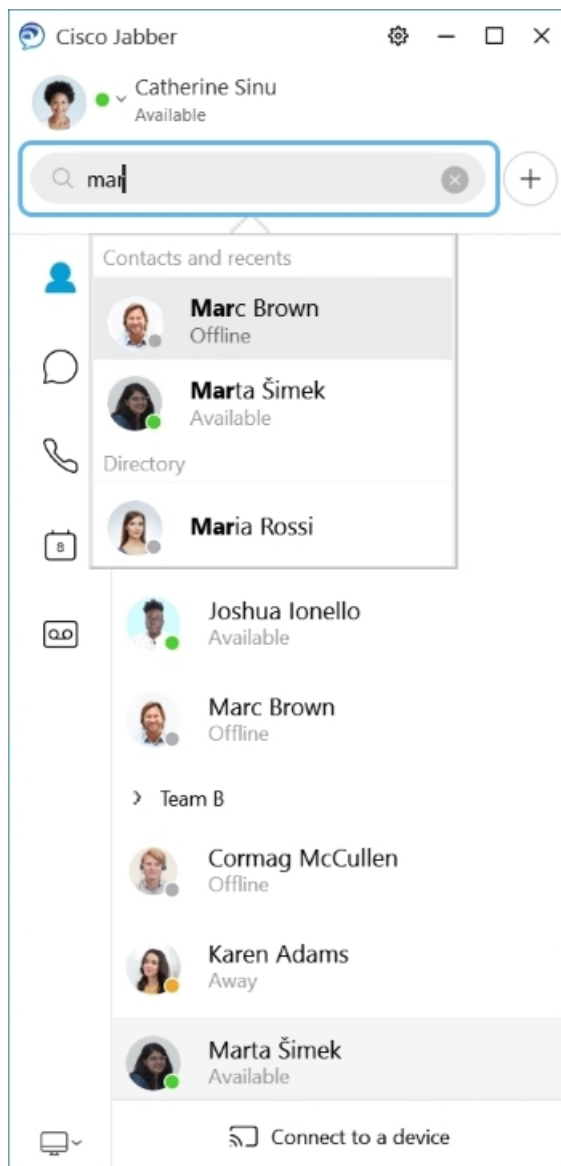 Cisco Jabber
Catherine Sinu
Available
mar
Contacts and recents
Marc Brown
Offline
Marta Šimek
Available
Directory
Maria Rossi
8
Joshua Ionello
Available
Marc Brown
Offline
Team B
Cormag McCullen
Offline
Karen Adams
Away
Marta Šimek
Available
Connect to a device